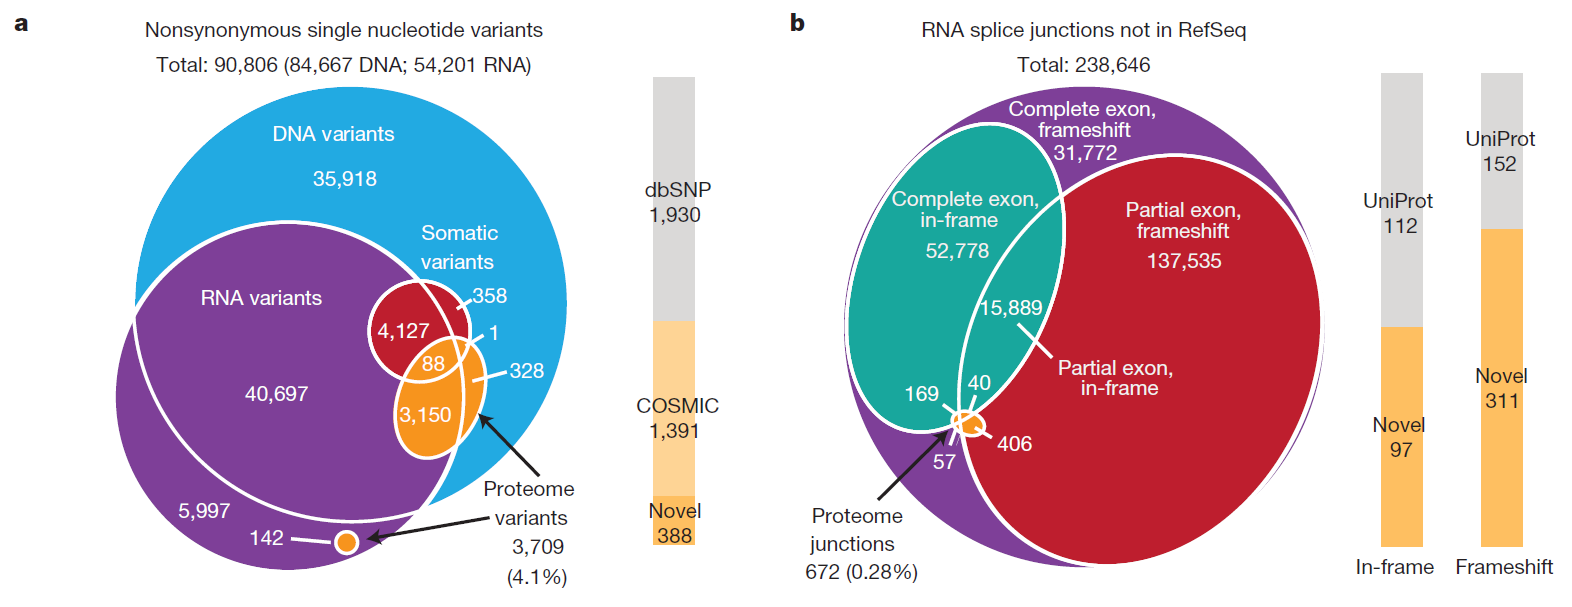 a
Nonsynonymous single nucleotide variants
Total: 90,806 (84,667 DNA; 54,201 RNA)
DNA variants
35,918
Somatic
variants
358
RNA variants
4,127
1
88
328
40,697
3,150
5,997
142
Proteome
variants
3,709
(4.1%)
dbSNP
1,930
COSMIC
1,391
Novel
388
b
RNA splice junctions not in RefSeq
Total: 238,646
Complete exon,
frameshift
31,772
Complete exon,
in-frame
52,778
Partial exon,
frameshift
137,535
15,889
Partial exon,
in-frame
169
40
406
57
Proteome
junctions
672 (0.28%)
UniProt
112
Novel
97
In-frame
UniProt
152
Novel
311
Frameshift